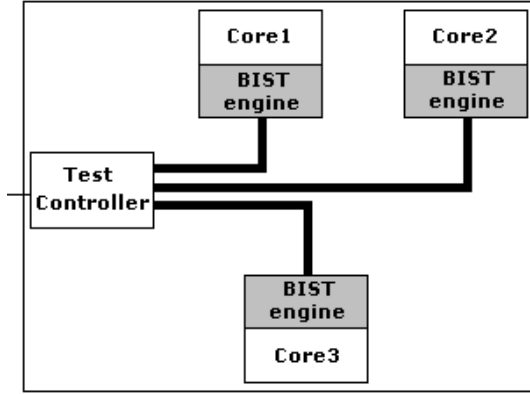 Core1
BIST
engine
Core2
BIST
engine
Test
Controller
BIST
engine
Core3